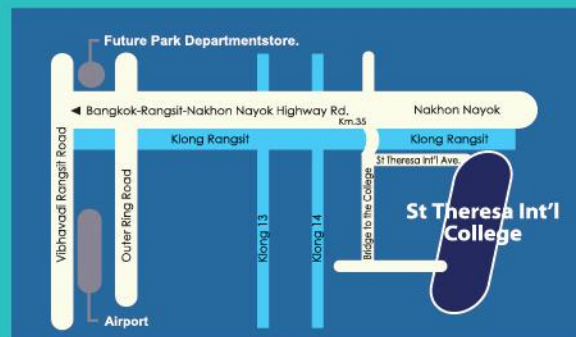 Future Park Departmentstore.
Bangkok-Rangsit-Nakhon Nayok Highway Rd.
Nakhon Nayok
Km.35
Klong Rangsit
Klong Rangsit
St Theresa Int'l Ave.
Vibhavadi Rangsit Road
Outer Ring Road
Klong 13
Klong 14
Bridge to the College
St Theresa Int'l
College
Airport